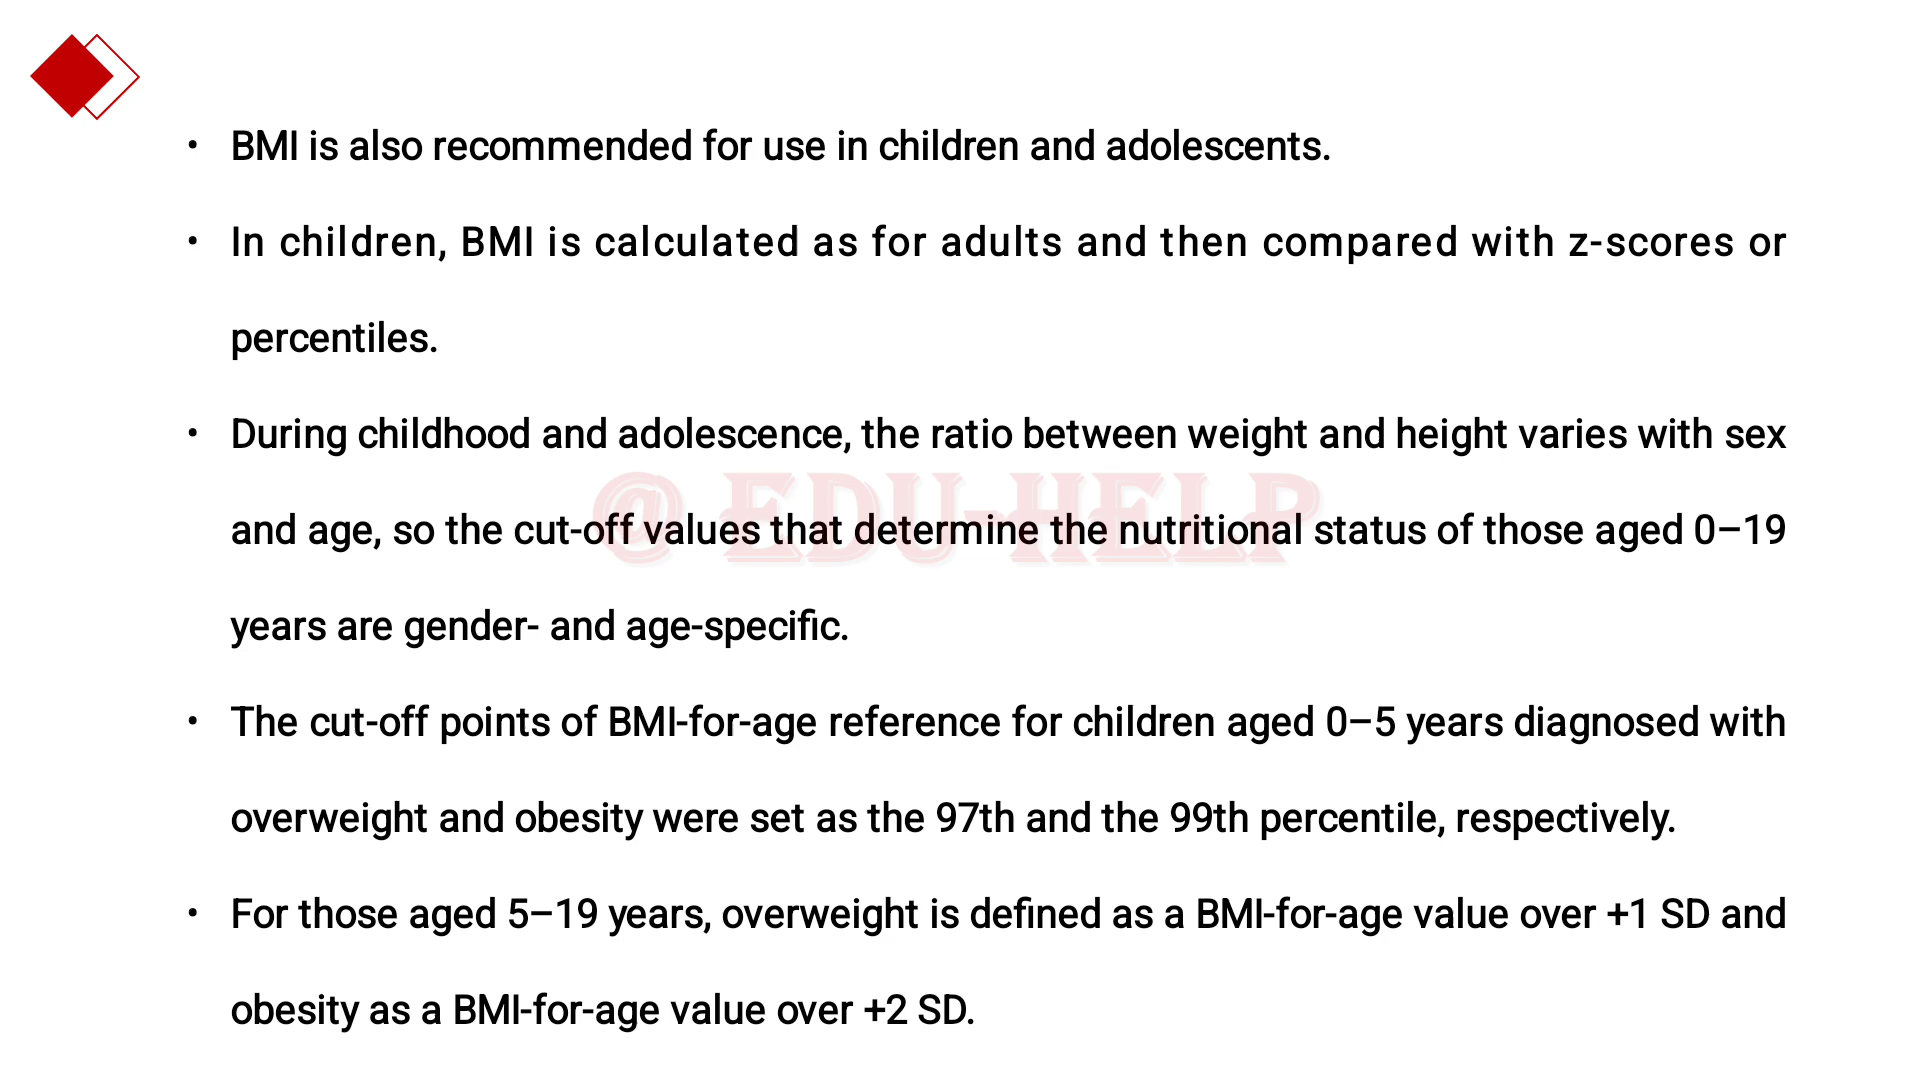 • BMI is also recommended for use in children and adolescents.
• In children, BMI is calculated as for adults and then compared with z-scores or
percentiles.
• During childhood and adolescence, the ratio between weight and height varies with sex
@ EDU-HELP
and age, so the cut-off values that determine the nutritional status of those aged 0–19
years are gender- and age-specific.
• The cut-off points of BMI-for-age reference for children aged 0–5 years diagnosed with
overweight and obesity were set as the 97th and the 99th percentile, respectively.
• For those aged 5–19 years, overweight is defined as a BMI-for-age value over +1 SD and
obesity as a BMI-for-age value over +2 SD.